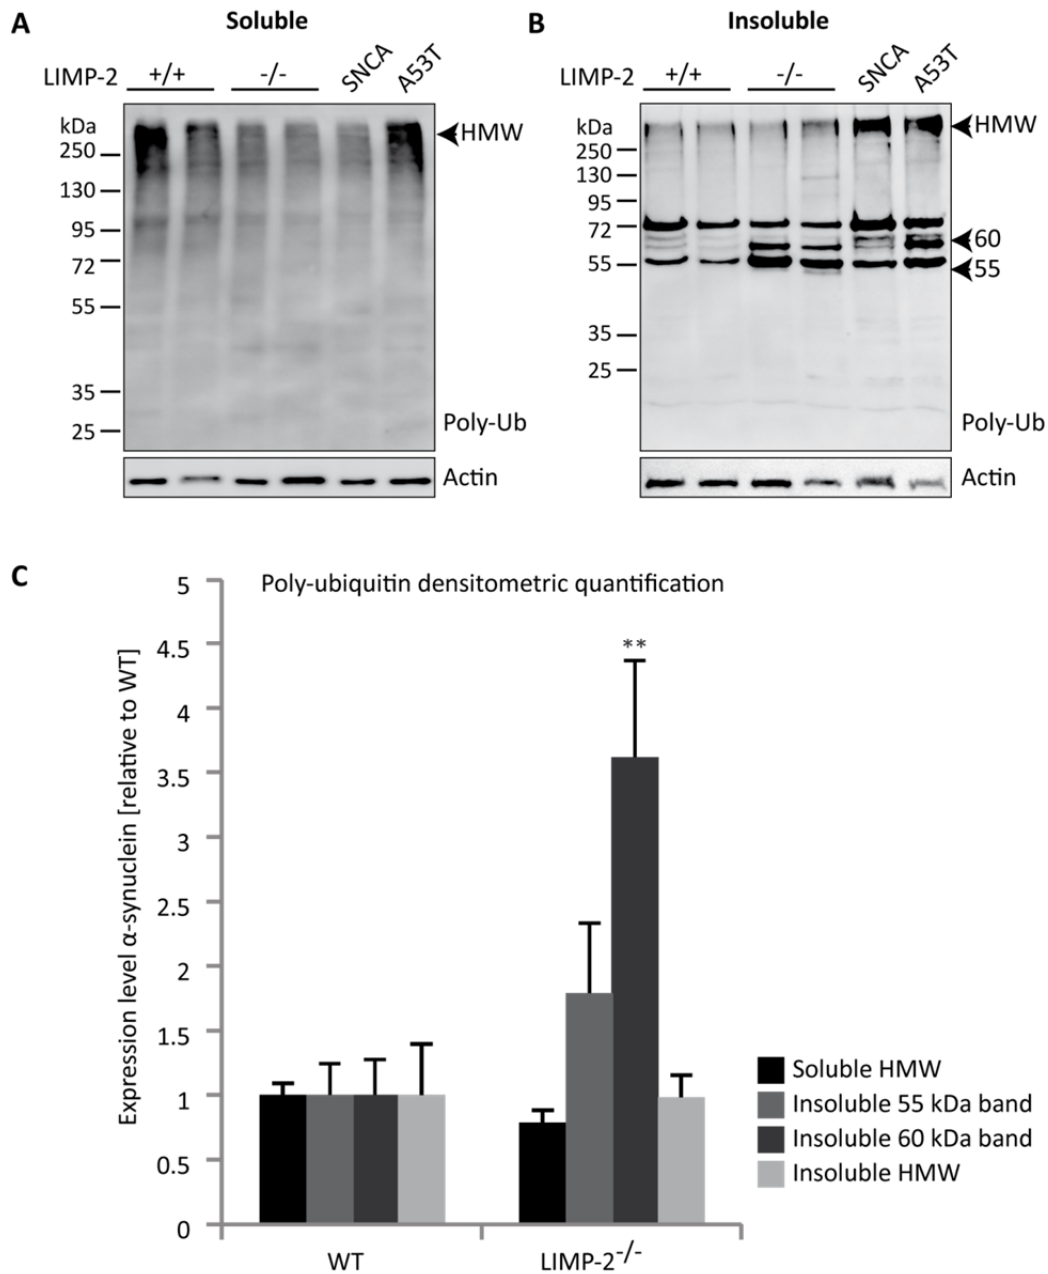 A
Soluble
LIMP-2 +/+ -/- SNCA A53T
kDa
HMW
250
130
95
72
55
35
25
Poly-Ub
Actin
B
Insoluble
LIMP-2 +/+ -/- SNCA A53T
kDa
HMW
250
130
95
72
60
55
55
35
25
Poly-Ub
Actin
C
Poly-ubiquitin densitometric quantification
Expression level α-synuclein [relative to WT]
5
4.5
4
3.5
3
2.5
2
1.5
1
0.5
0
**
WT
LIMP-2-/-
Soluble HMW
Insoluble 55 kDa band
Insoluble 60 kDa band
Insoluble HMW